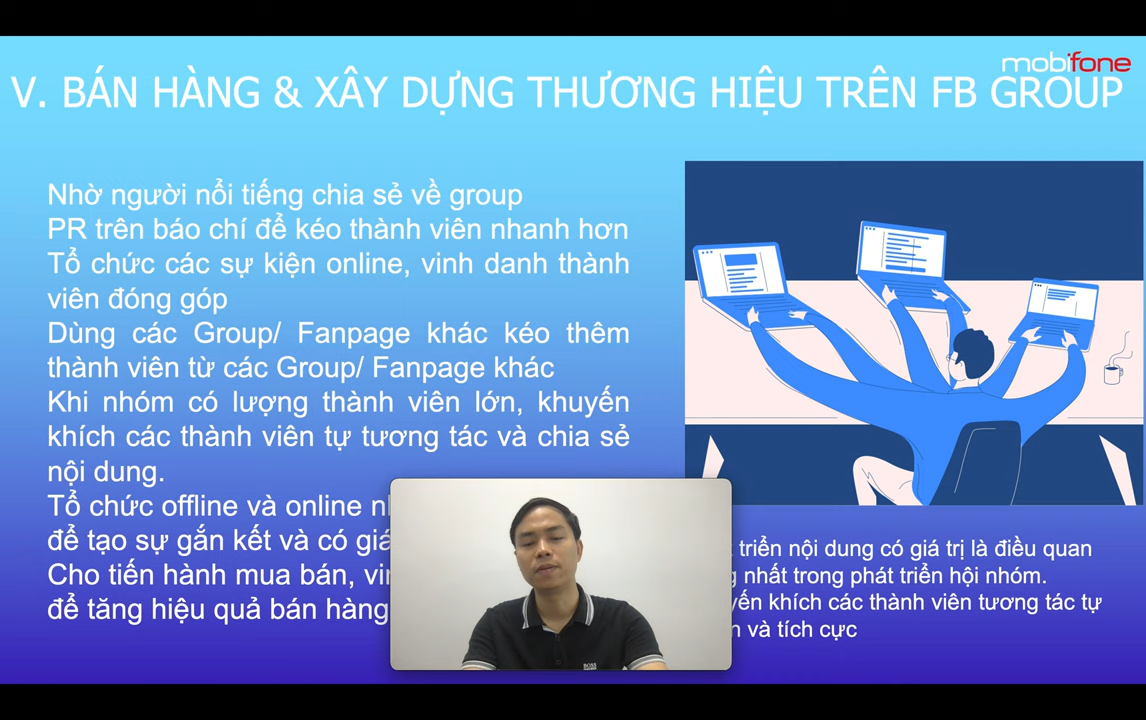 mobifone
V. BÁN HÀNG & XÂY DỰNG THƯƠNG HIỆU TRÊN FB GROUP
Nhờ người nổi tiếng chia sẻ về group
PR trên báo chí để kéo thành viên nhanh hơn
Tổ chức các sự kiện online, vinh danh thành
viên đóng góp
Dùng các Group/ Fanpage khác kéo thêm
thành viên từ các Group/ Fanpage khác
Khi nhóm có lượng thành viên lớn, khuyến
khích các thành viên tự tương tác và chia sẻ
nội dung.
Tổ chức offline và online
để tạo sự gắn kết và có giá
Cho tiến hành mua bán,
để tăng hiệu quả bán hàng
triển nội dung có giá trị là điều quan
nhất trong phát triển hội nhóm.
khích các thành viên tương tác tự
và tích cực
BOSS